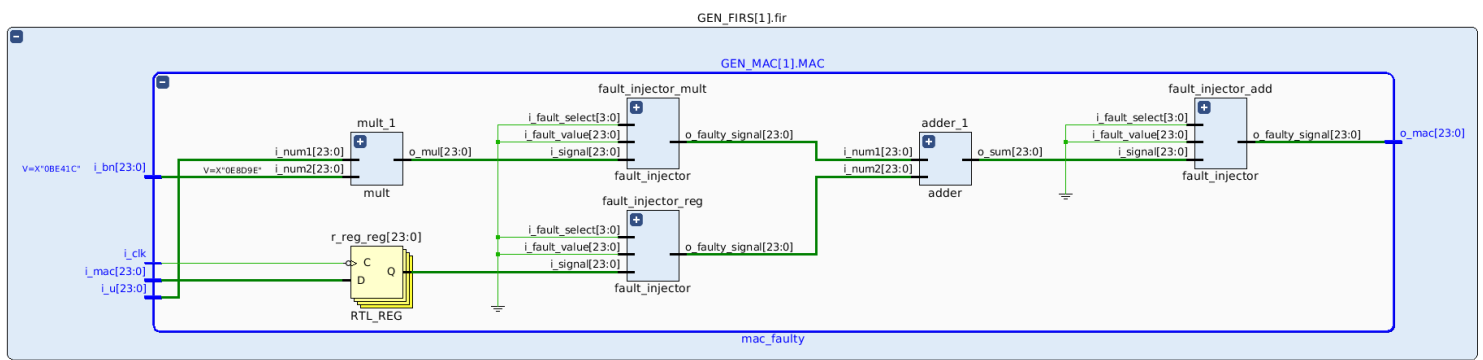 GEN_FIRS[1].fir
GEN_MAC[1].MAC
fault_injector_mult
i_fault_select[3:0]
i_fault_value[23:0]
i_signal[23:0]
o_faulty_signal[23:0]
fault_injector
mult_1
i_num1[23:0]
i_num2[23:0]
o_mul[23:0]
mult
V=X"0BE41C"
i_bn[23:0]
V=X"0E8D9E"
adder_1
i_num1[23:0]
i_num2[23:0]
o_sum[23:0]
adder
fault_injector_add
i_fault_select[3:0]
i_fault_value[23:0]
i_signal[23:0]
o_faulty_signal[23:0]
fault_injector
o_mac[23:0]
fault_injector_reg
i_fault_select[3:0]
i_fault_value[23:0]
i_signal[23:0]
o_faulty_signal[23:0]
fault_injector
r_reg_reg[23:0]
C
D
Q
RTL_REG
i_clk
i_mac[23:0]
i_u[23:0]
mac_faulty